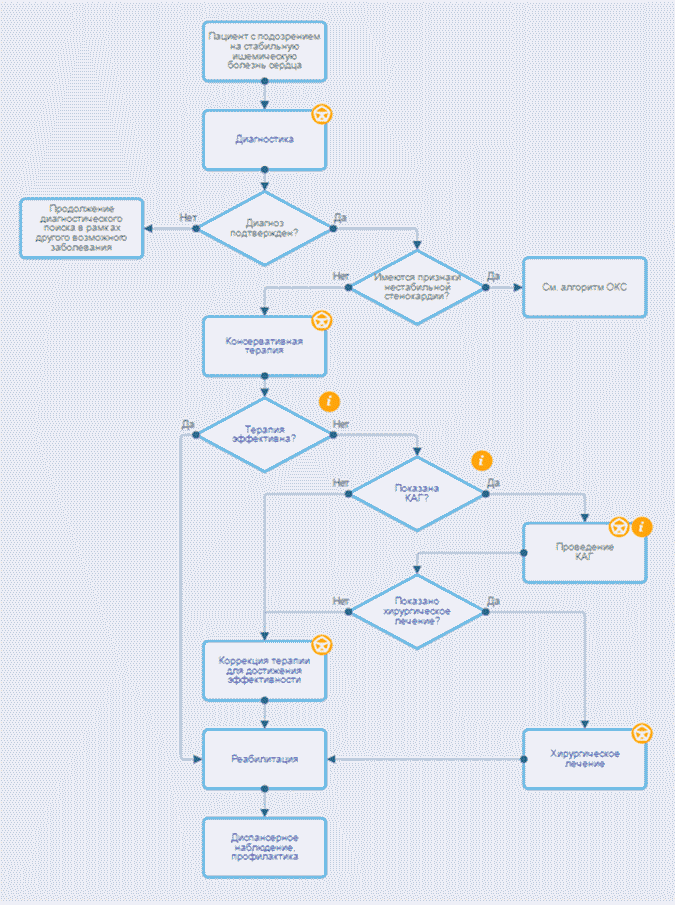 Пациент с подозрением
на стабильную
ишемическую
болезнь сердца
Диагностика
Диагноз
подтвержден?
Нет
Да
Продолжение
диагностического
поиска в рамках
другого возможного
заболевания
Имеются признаки
нестабильной
стенокардии?
Нет
Да
См. алгоритм ОКС
Консервативная
терапия
i
Терапия
эффективна?
Да
Нет
i
Показана
КАГ?
Нет
Да
i
Проведение
КАГ
Показано
хирургическое
лечение?
Нет
Да
Коррекция терапии
для достижения
эффективности
Реабилитация
Хирургическое
лечение
Диспансерное
наблюдение,
профилактика